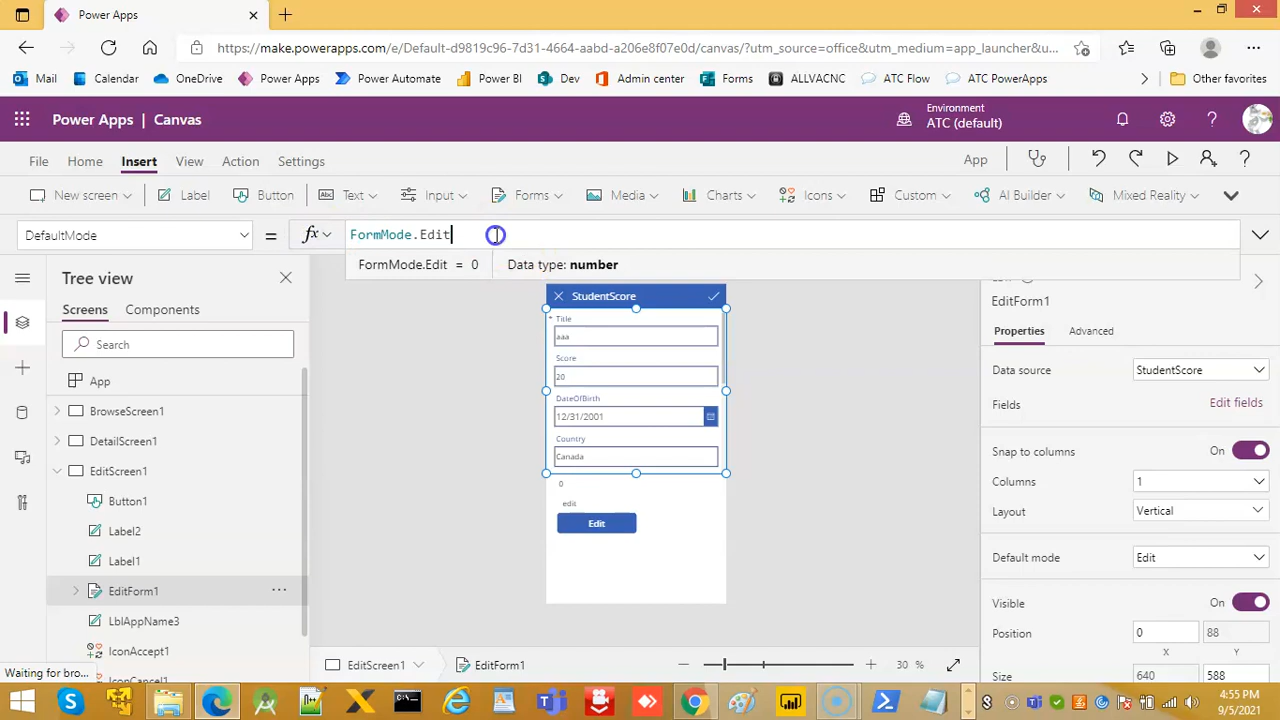 Power Apps
https://make.powerapps.com/e/Default-d9819c96-7d31-4664-aabd-a206e8f07e0d/canvas/?utm_source=office&utm_medium=app_launcher&u...
Mail
Calendar
OneDrive
Power Apps
Power Automate
Power BI
Dev
Admin center
Forms
ALLVACNC
ATC Flow
ATC PowerApps
Other favorites
Power Apps | Canvas
Environment
ATC (default)
File
Home
Insert
View
Action
Settings
App
New screen
Label
Button
Text
Input
Forms
Media
Charts
Icons
Custom
AI Builder
Mixed Reality
DefaultMode
=
fx
FormMode.Edit
FormMode.Edit = 0
Data type: number
Tree view
Screens
Components
Search
App
BrowseScreen1
DetailScreen1
EditScreen1
Button1
Label2
Label1
EditForm1
LblAppName3
IconAccept1
StudentScore
* Title
aaa
Score
20
DateOfBirth
12/31/2001
Country
Canada
0
edit
Edit
EditForm1
Properties
Advanced
Data source
StudentScore
Fields
Edit fields
Snap to columns
On
Columns
1
Layout
Vertical
Default mode
Edit
Visible
On
Position
0
88
X
Y
Size
640
588
Waiting for bro...
EditScreen1
EditForm1
30 %
4:55 PM
9/5/2021